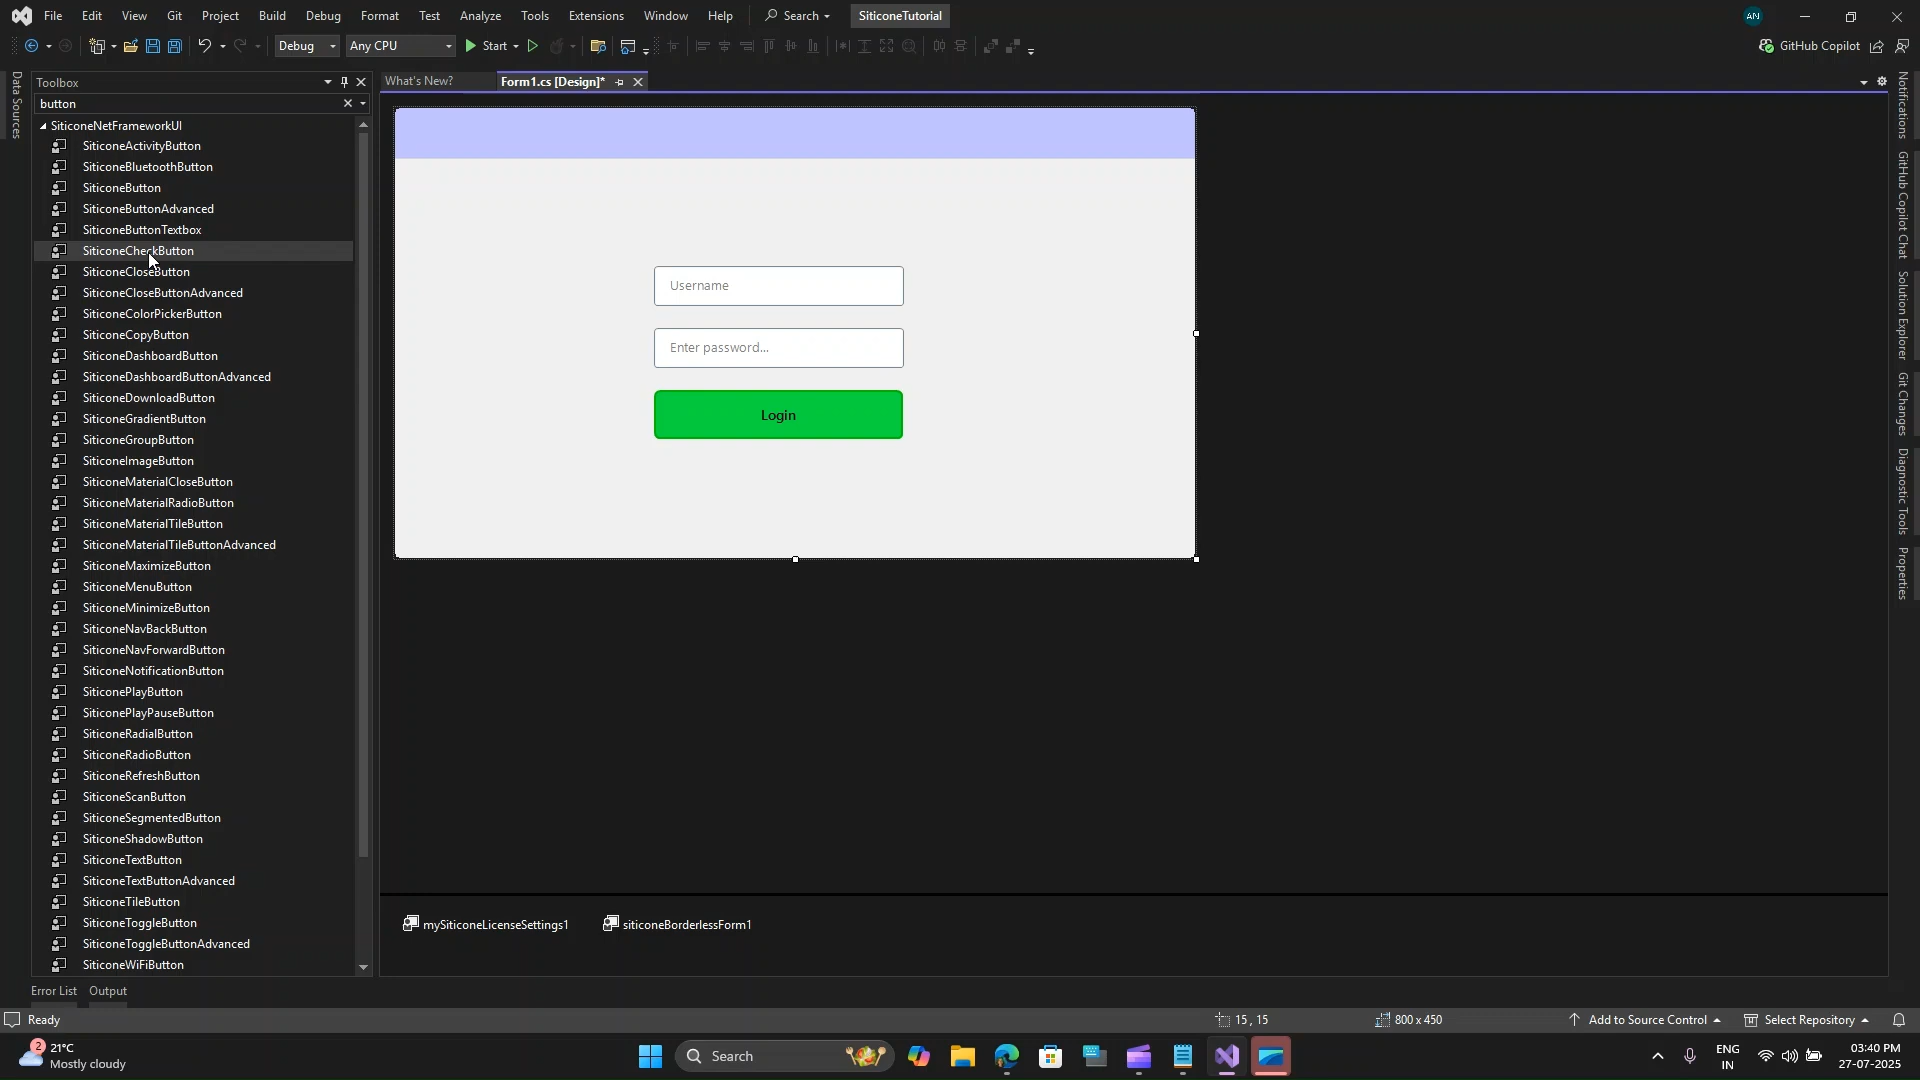 File Edit View Git Project Build Debug Format Test Analyze Tools Extensions Window Help Search SiticoneTutorial AN
Debug Any CPU Start GitHub Copilot
Toolbox
What's New? Form1.cs [Design]*
button
SiticoneNetFrameworkUI
SiticoneActivityButton
SiticoneBluetoothButton
SiticoneButton
SiticoneButtonAdvanced
SiticoneButtonTextbox
SiticoneCheckButton
SiticoneCloseButton
SiticoneCloseButtonAdvanced
SiticoneColorPickerButton
SiticoneCopyButton
SiticoneDashboardButton
SiticoneDashboardButtonAdvanced
SiticoneDownloadButton
SiticoneGradientButton
SiticoneGroupButton
SiticoneImageButton
SiticoneMaterialCloseButton
SiticoneMaterialRadioButton
SiticoneMaterialTileButton
SiticoneMaterialTileButtonAdvanced
SiticoneMaximizeButton
SiticoneMenuButton
SiticoneMinimizeButton
SiticoneNavBackButton
SiticoneNavForwardButton
SiticoneNotificationButton
SiticonePlayButton
SiticonePlayPauseButton
SiticoneRadialButton
SiticoneRadioButton
SiticoneRefreshButton
SiticoneScanButton
SiticoneSegmentedButton
SiticoneShadowButton
SiticoneTextButton
SiticoneTextButtonAdvanced
SiticoneTileButton
SiticoneToggleButton
SiticoneToggleButtonAdvanced
SiticoneWiFiButton
Data Sources
Username
Enter password...
Login
mySiticoneLicenseSettings1 siticoneBorderlessForm1
Notifications
GitHub Copilot Chat
Solution Explorer
Git Changes
Diagnostic Tools
Properties
Error List Output
Ready 15 , 15 800 x 450 Add to Source Control Select Repository
2
21°C
Mostly cloudy
Search
ENG
IN
03:40 PM
27-07-2025